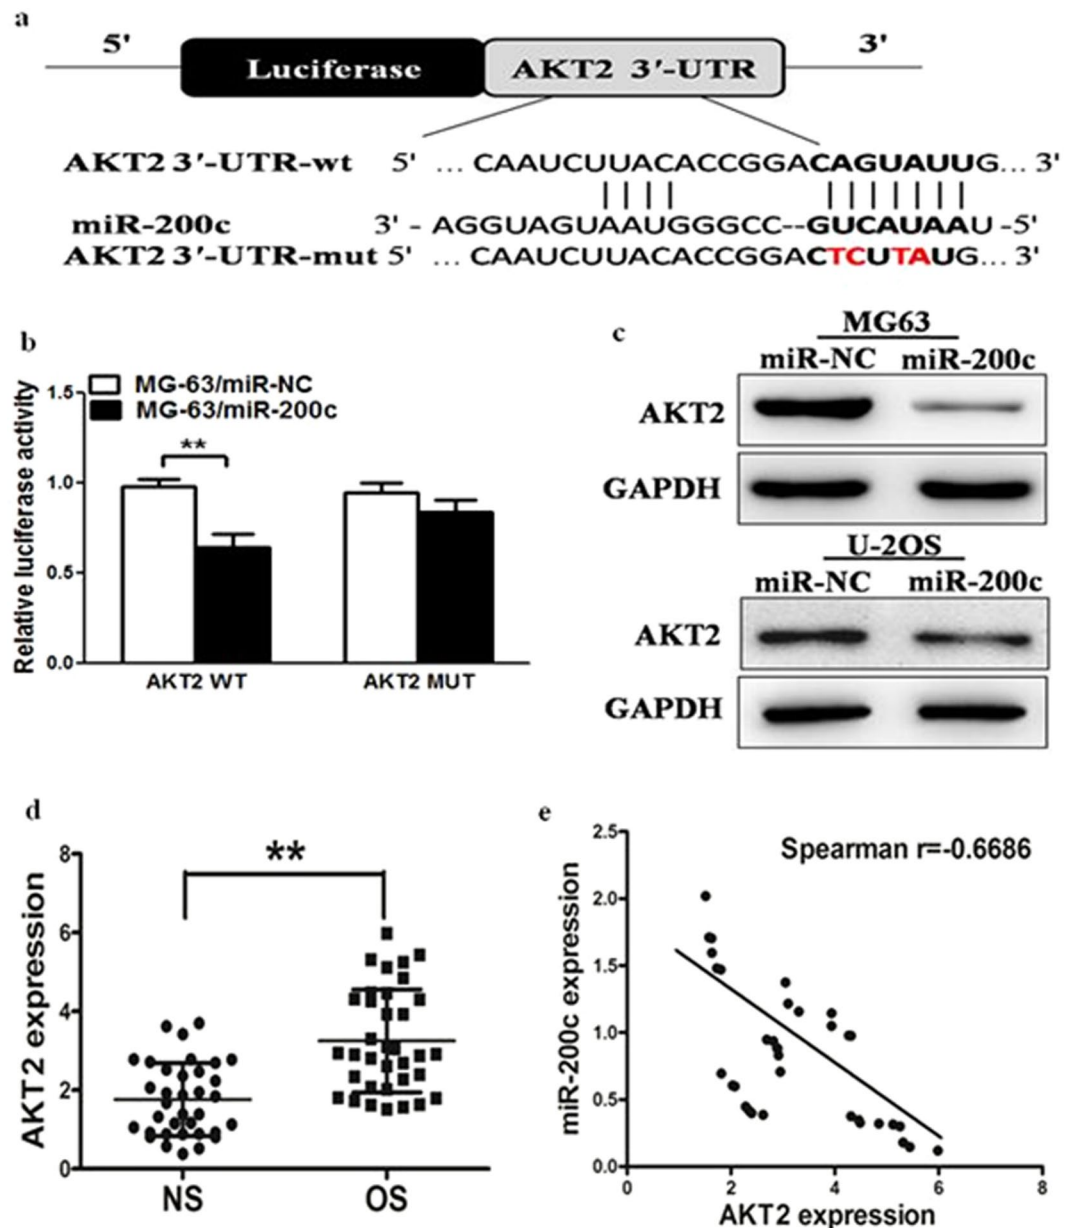 a
5' 3'
Luciferase AKT2 3'-UTR
AKT2 3'-UTR-wt 5' ... CAAUCUUACACCGGACAGUAUUG... 3'
miR-200c 3' - AGGUAGUAAUGGGCC--GUCAUAAU -5'
AKT2 3'-UTR-mut 5' ... CAAUCUUACACCGGACTCUTAUG... 3'
b
MG-63/miR-NC
MG-63/miR-200c
Relative luciferase activity
1.5
1.0
0.5
0.0
**
AKT2 WT AKT2 MUT
c
MG63
miR-NC miR-200c
AKT2
GAPDH
U-2OS
miR-NC miR-200c
AKT2
GAPDH
d
AKT2 expression
8
6
4
2
0
**
NS OS
e
Spearman r=-0.6686
miR-200c expression
2.5
2.0
1.5
1.0
0.5
0.0
0 2 4 6 8
AKT2 expression